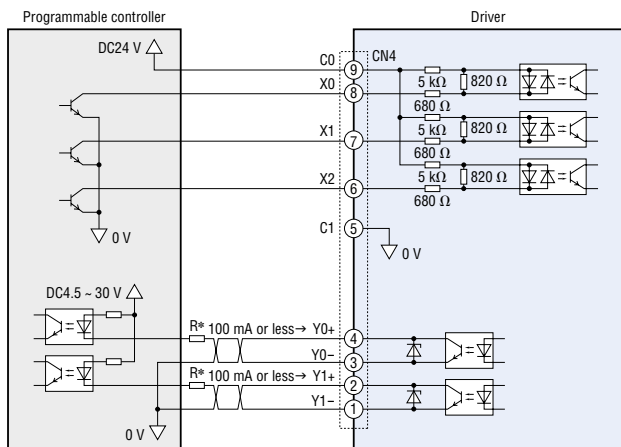 Programmable controller
Driver
DC24 V
C0
9
CN4
X0
8
5 kΩ
820 Ω
680 Ω
X1
7
5 kΩ
820 Ω
680 Ω
X2
6
5 kΩ
820 Ω
680 Ω
0 V
C1
5
0 V
DC4.5 ~ 30 V
R* 100 mA or less→ Y0+
4
Y0−
3
R* 100 mA or less→ Y1+
2
Y1−
1
0 V